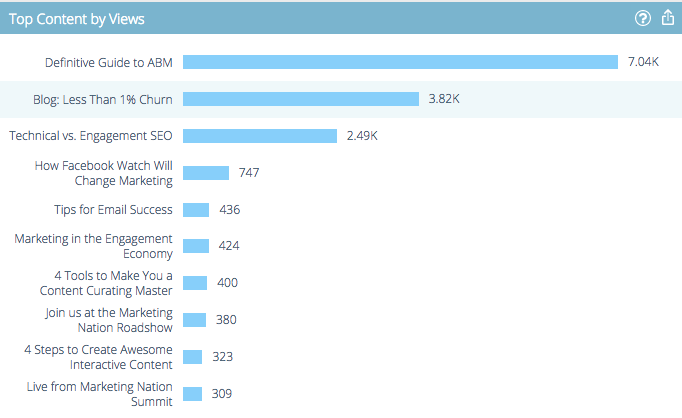 Top Content by Views
?
Definitive Guide to ABM 7.04K
Blog: Less Than 1% Churn 3.82K
Technical vs. Engagement SEO 2.49K
How Facebook Watch Will
Change Marketing 747
Tips for Email Success 436
Marketing in the Engagement
Economy 424
4 Tools to Make You a
Content Curating Master 400
Join us at the Marketing
Nation Roadshow 380
4 Steps to Create Awesome
Interactive Content 323
Live from Marketing Nation
Summit 309